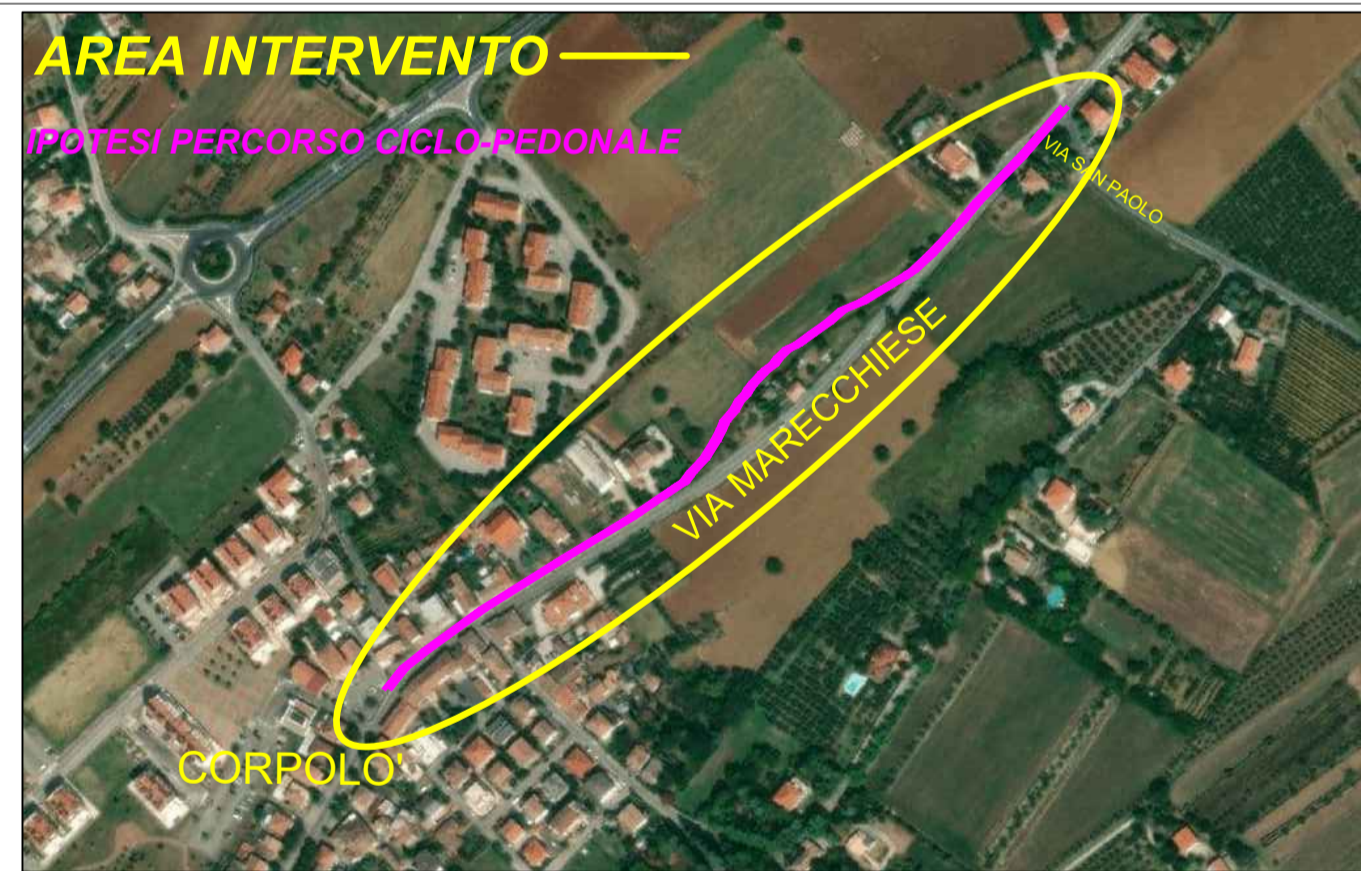 AREA INTERVENTO
IPOTESI PERCORSO CICLO-PEDONALE
VIA SAN PAOLO
VIA MARECCHIESE
CORPOLO'